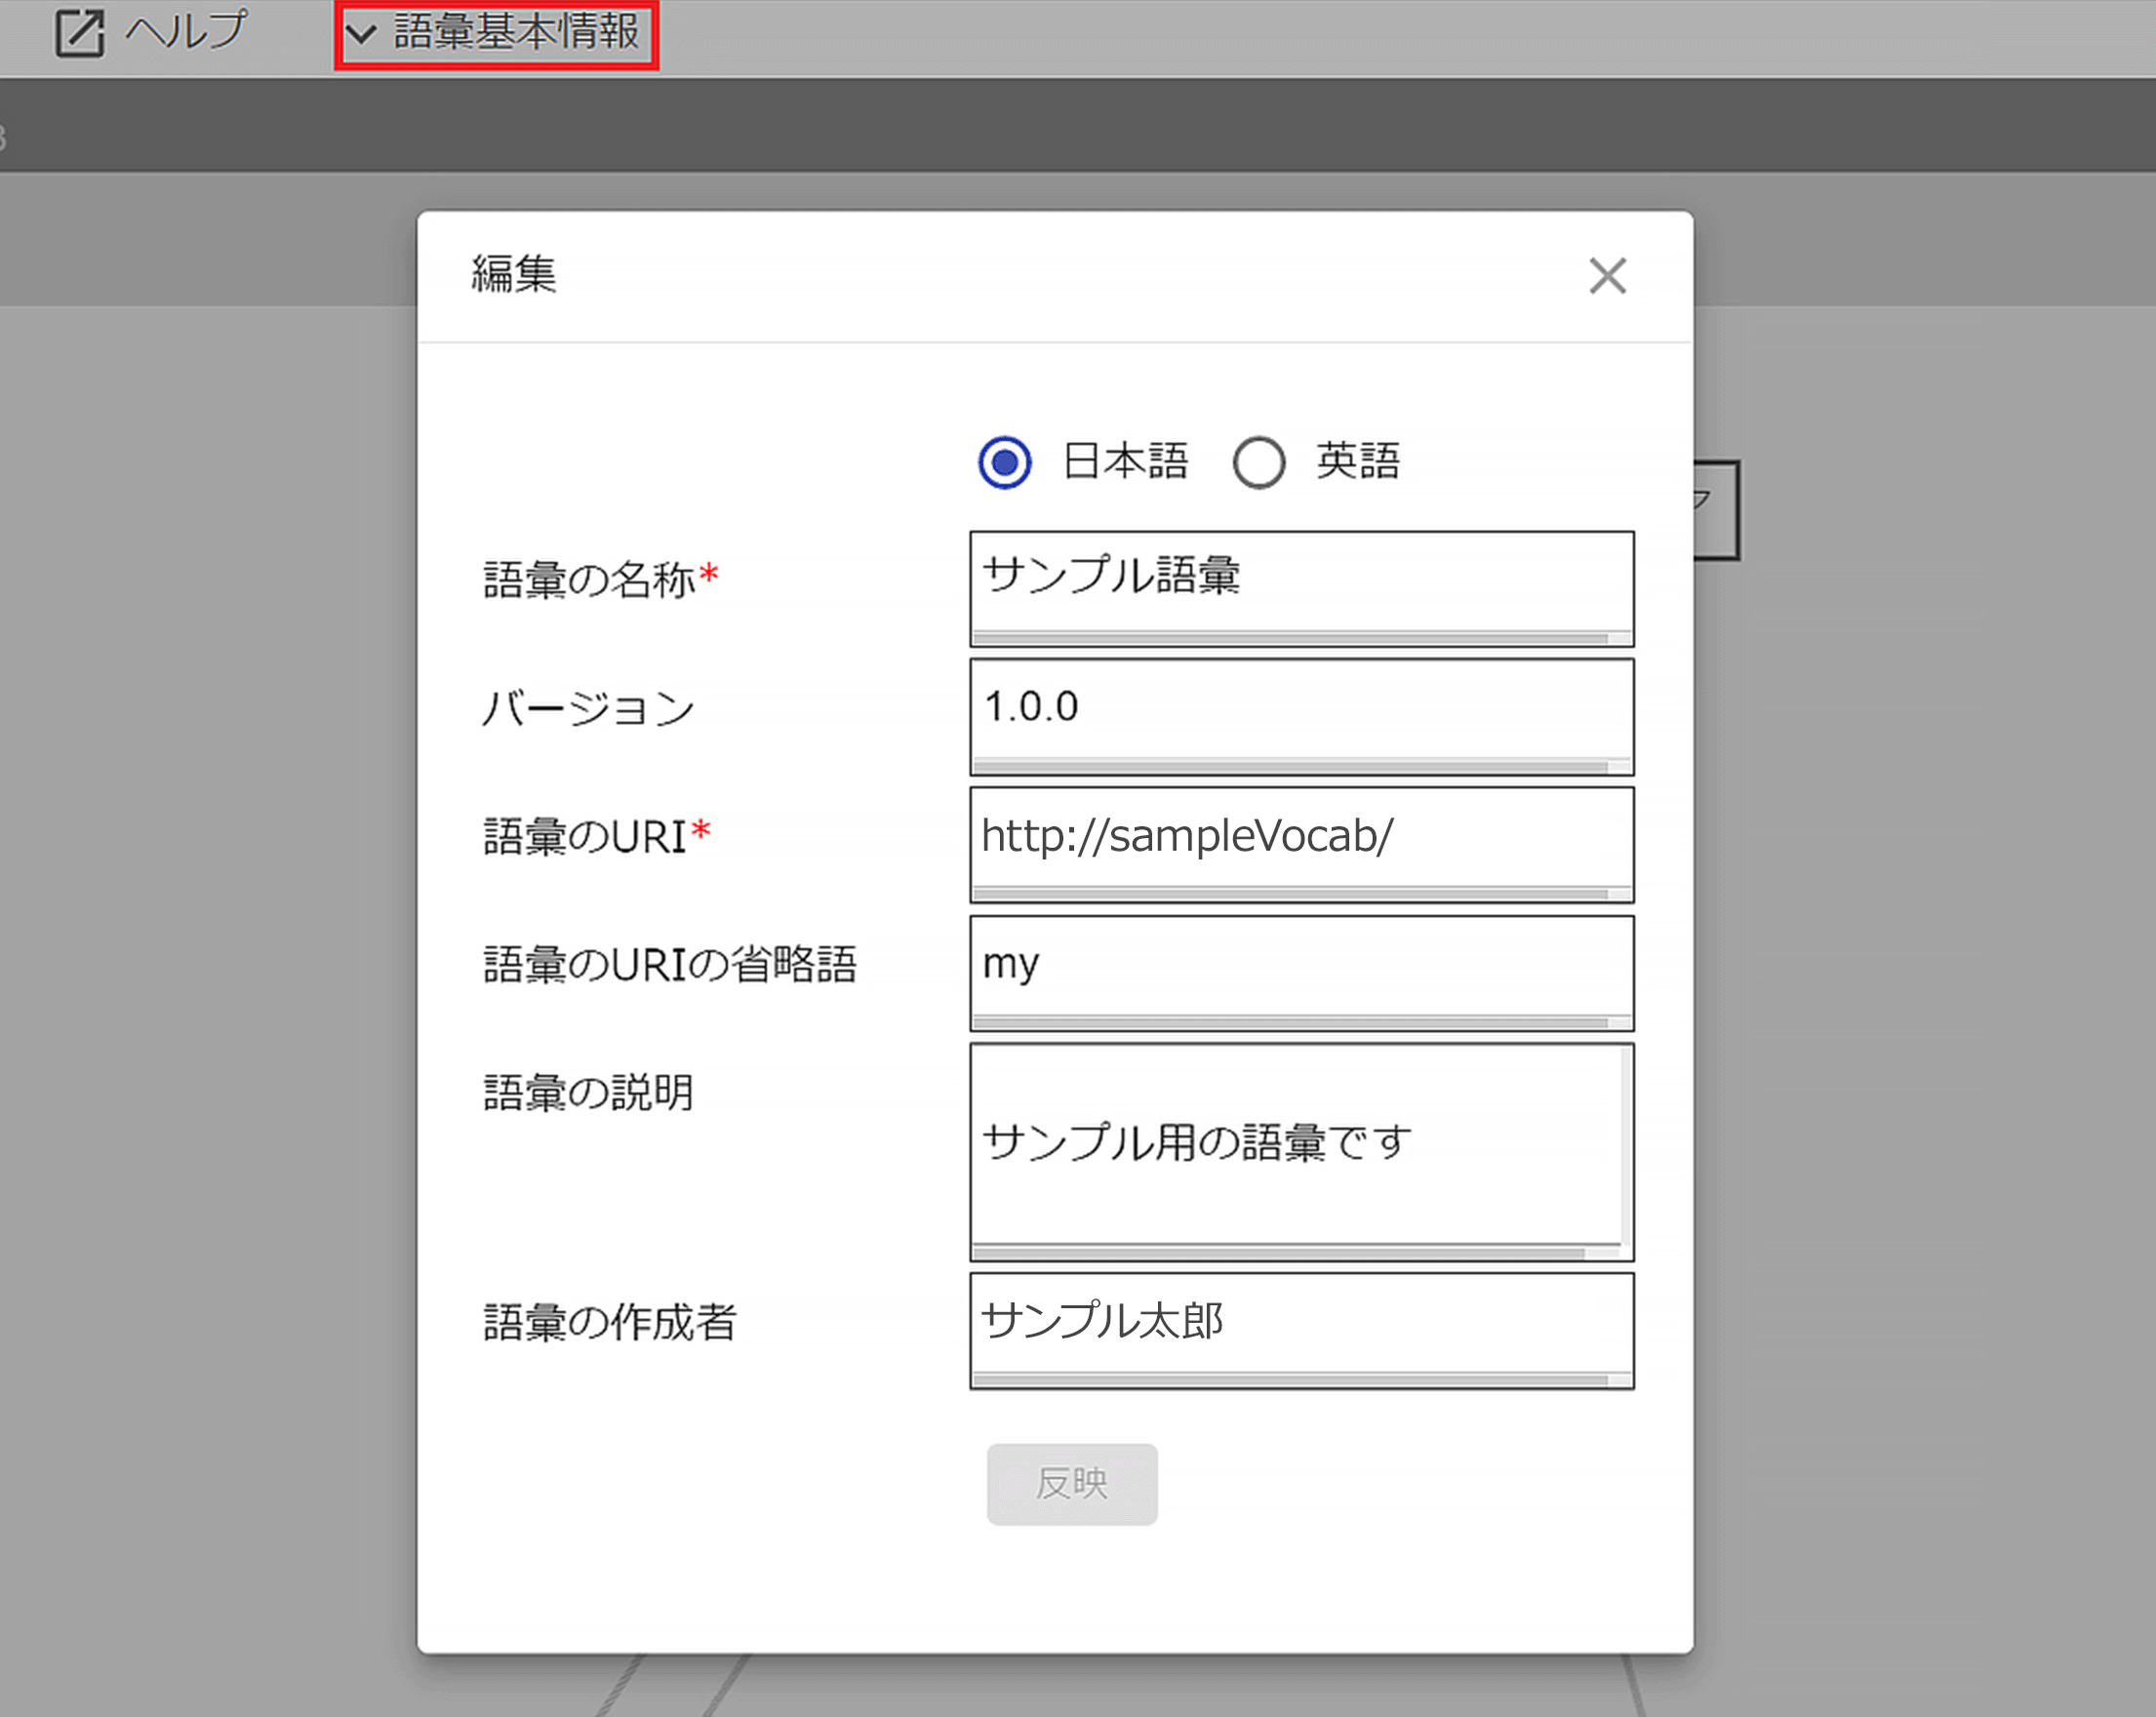 ヘルプ
語彙基本情報
編集
日本語
英語
語彙の名称*
サンプル語彙
バージョン
1.0.0
語彙のURI*
http://sampleVocab/
語彙のURIの省略語
my
語彙の説明
サンプル用の語彙です
語彙の作成者
サンプル太郎
反映